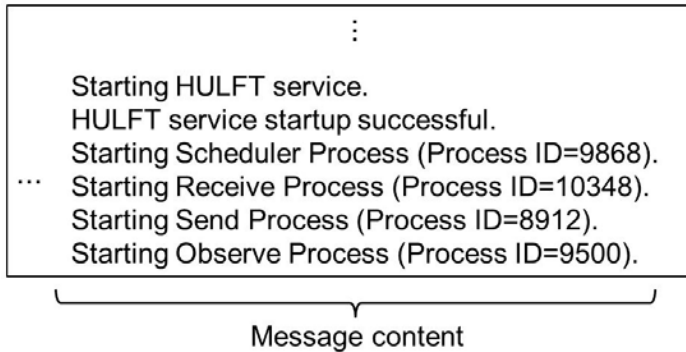 ⋮
Starting HULFT service.
HULFT service startup successful.
Starting Scheduler Process (Process ID=9868).
... Starting Receive Process (Process ID=10348).
Starting Send Process (Process ID=8912).
Starting Observe Process (Process ID=9500).
Message content